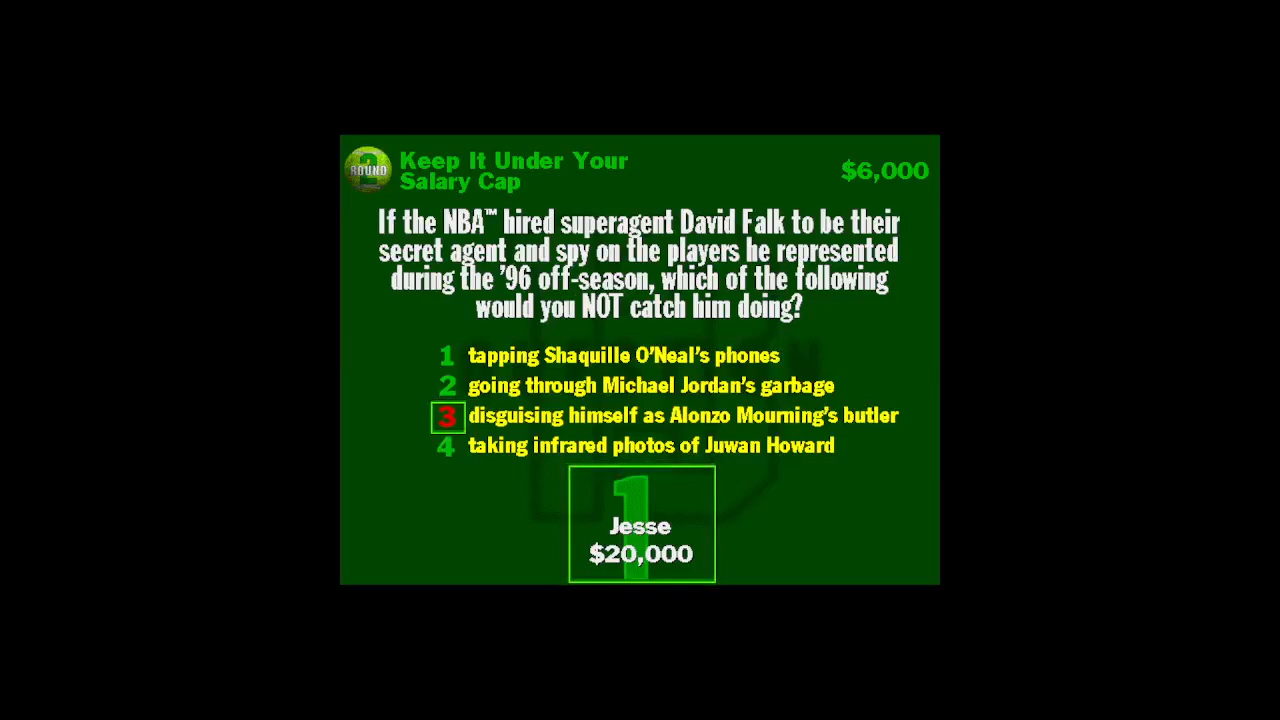 2
ROUND
Keep It Under Your
Salary Cap
$6,000
If the NBA™ hired superagent David Falk to be their
secret agent and spy on the players he represented
during the '96 off-season, which of the following
would you NOT catch him doing?
1 tapping Shaquille O'Neal's phones
2 going through Michael Jordan's garbage
3 disguising himself as Alonzo Mourning's butler
4 taking infrared photos of Juwan Howard
1
Jesse
$20,000